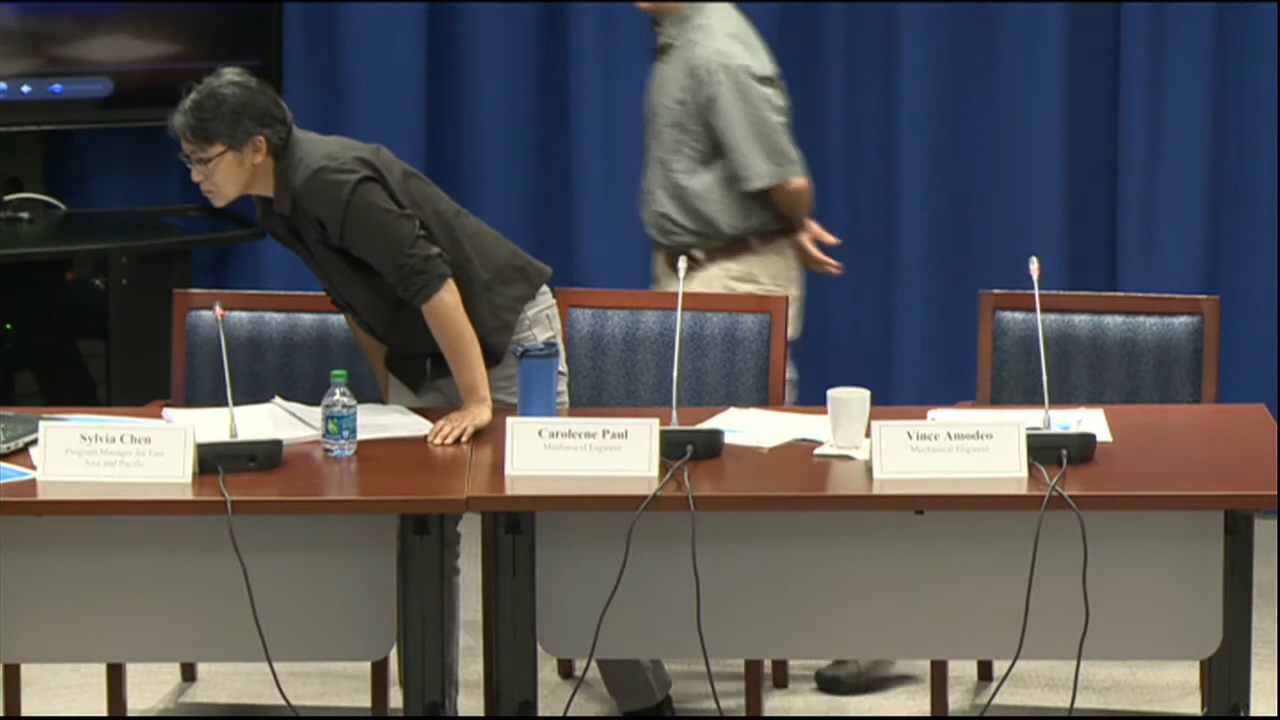 Sylvia Chen
Program Manager for East
Asia and Pacific
Caroleene Paul
Mechanical Engineer
Vince Amodeo
Mechanical Engineer